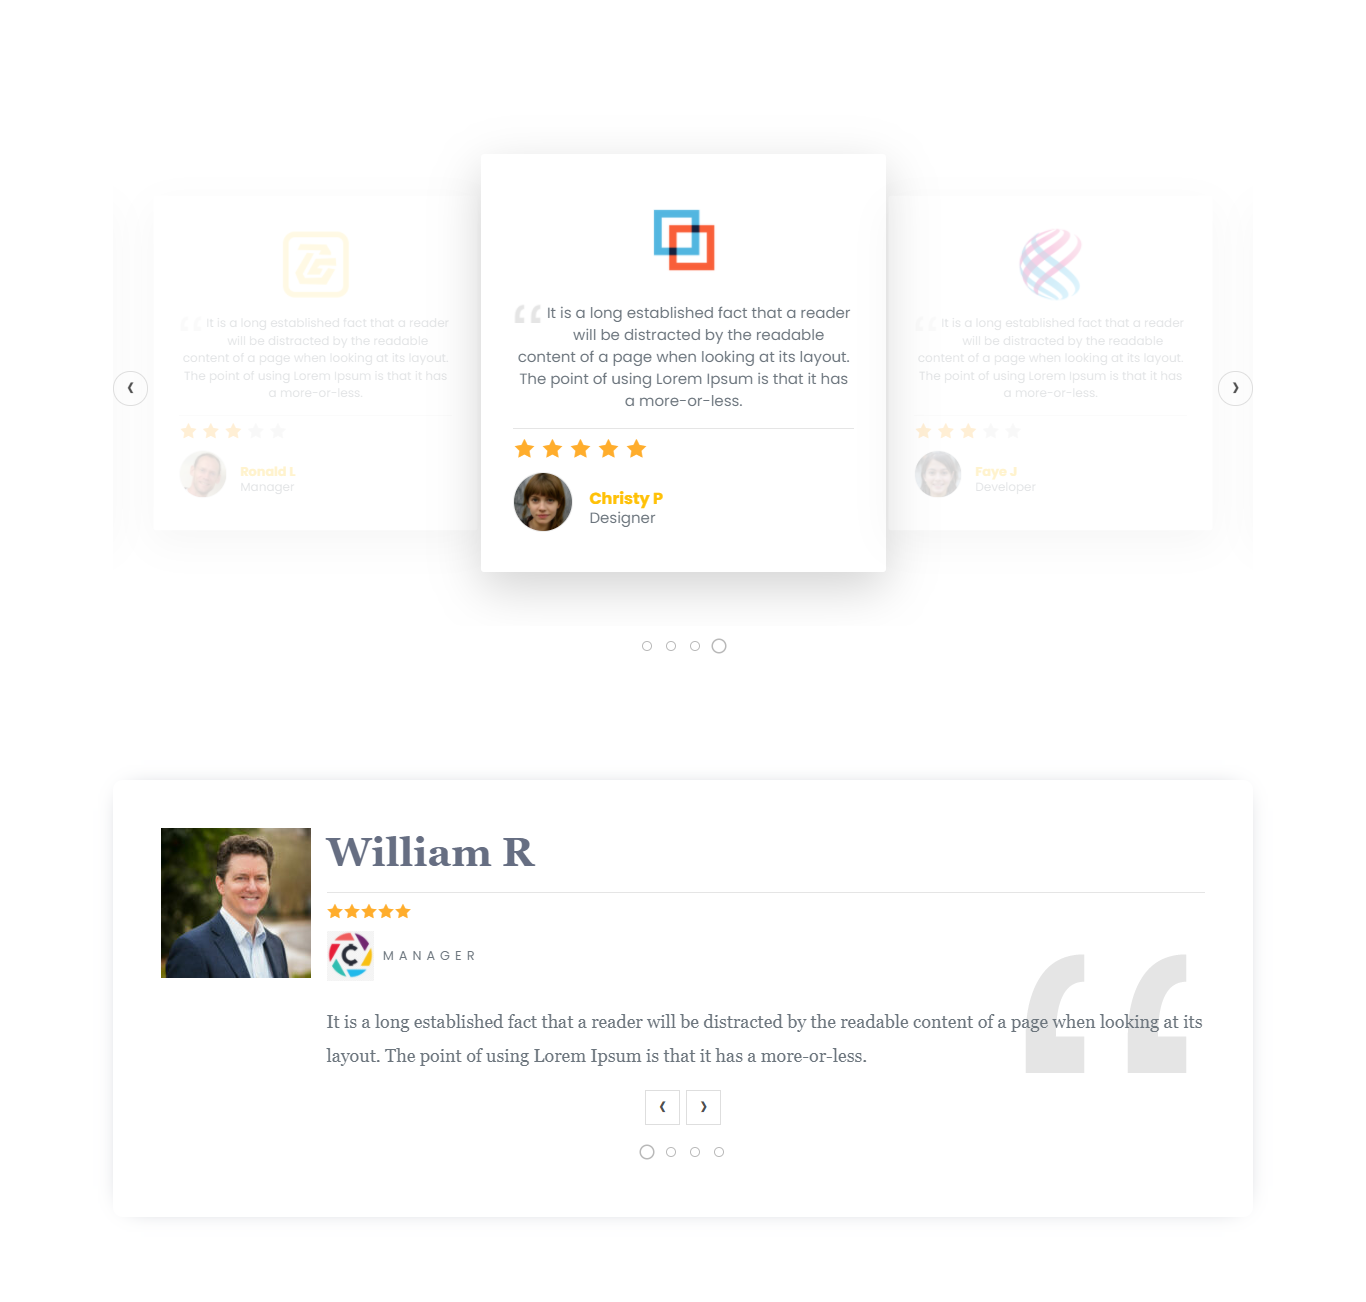 It is a long established fact that a reader
will be distracted by the readable
content of a page when looking at its layout.
The point of using Lorem Ipsum is that it has
a more-or-less.
Ronald L
Manager
“ It is a long established fact that a reader
will be distracted by the readable
content of a page when looking at its layout.
The point of using Lorem Ipsum is that it has
a more-or-less.
Christy P
Designer
It is a long established fact that a reader
will be distracted by the readable
content of a page when looking at its layout.
The point of using Lorem Ipsum is that it has
a more-or-less.
Faye J
Developer
William R
MANAGER
It is a long established fact that a reader will be distracted by the readable content of a page when looking at its
layout. The point of using Lorem Ipsum is that it has a more-or-less.